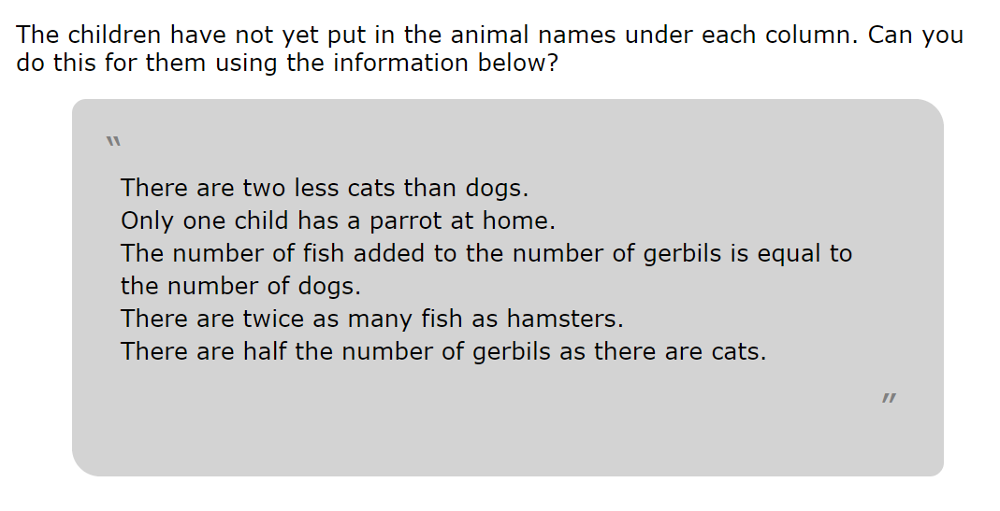 The children have not yet put in the animal names under each column. Can you
do this for them using the information below?
"
There are two less cats than dogs.
Only one child has a parrot at home.
The number of fish added to the number of gerbils is equal to
the number of dogs.
There are twice as many fish as hamsters.
There are half the number of gerbils as there are cats.
"